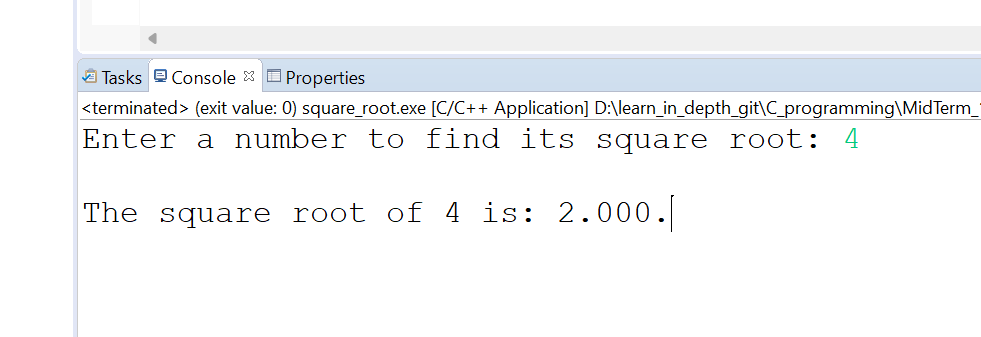 Tasks Console Properties
<terminated> (exit value: 0) square_root.exe [C/C++ Application] D:\learn_in_depth_git\C_programming\MidTerm_
Enter a number to find its square root: 4
The square root of 4 is: 2.000.